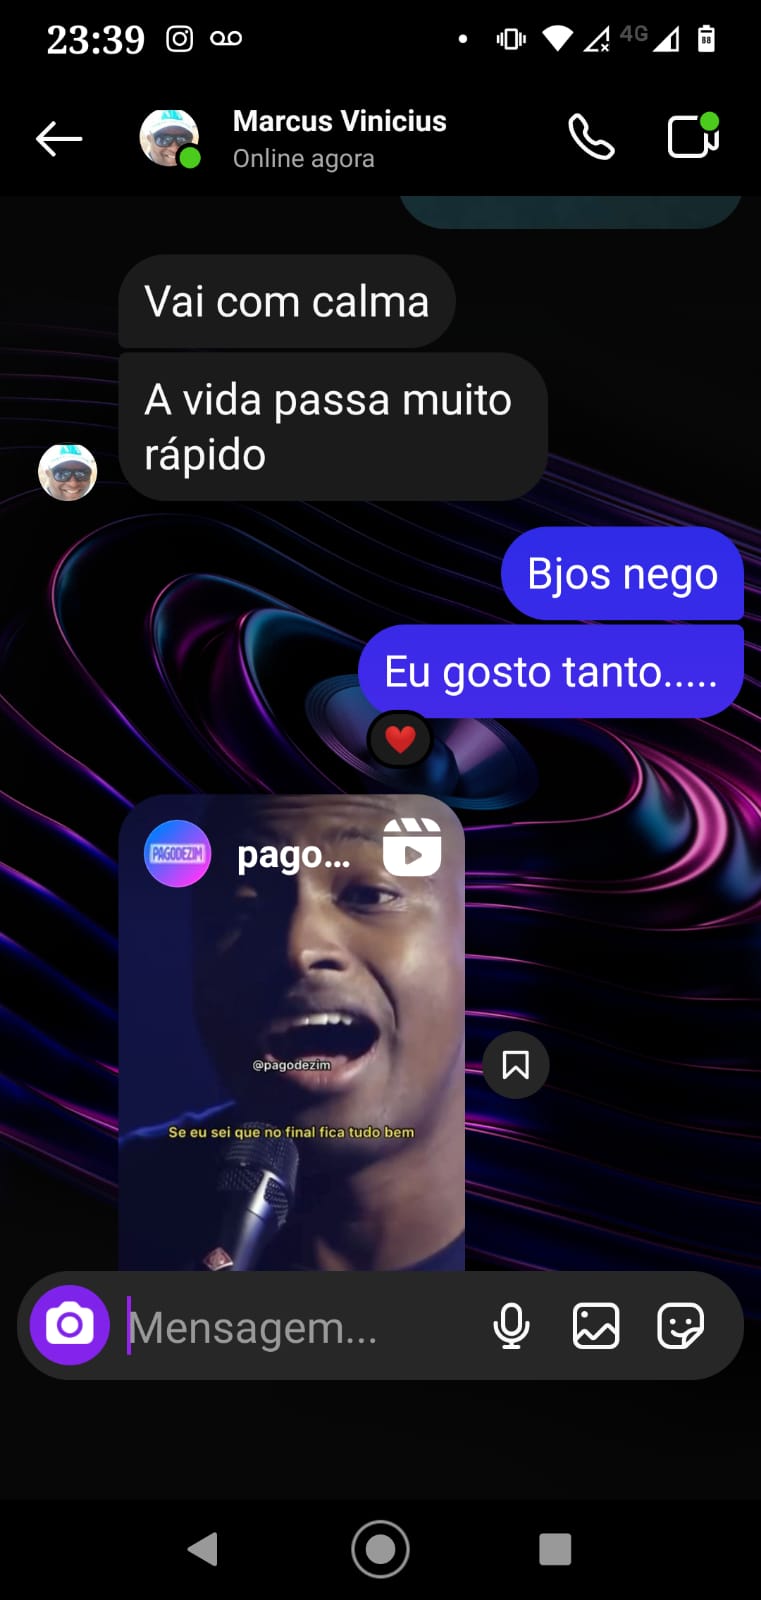 23:39
4G
88
Marcus Vinicius
Online agora
Vai com calma
A vida passa muito
rápido
Bjos nego
Eu gosto tanto.....
PAGODEZIM
pago...
@pagodezim
Se eu sei que no final fica tudo bem
Mensagem...